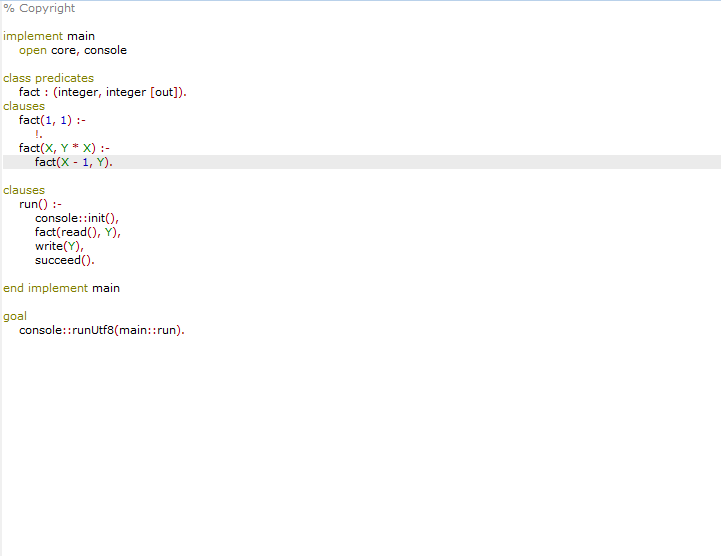 % Copyright
implement main
open core, console
class predicates
fact : (integer, integer [out]).
clauses
fact(1, 1) :-
!.
fact(X, Y * X) :-
fact(X - 1, Y).
clauses
run() :-
console::init(),
fact(read(), Y),
write(Y),
succeed().
end implement main
goal
console::runUtf8(main::run).